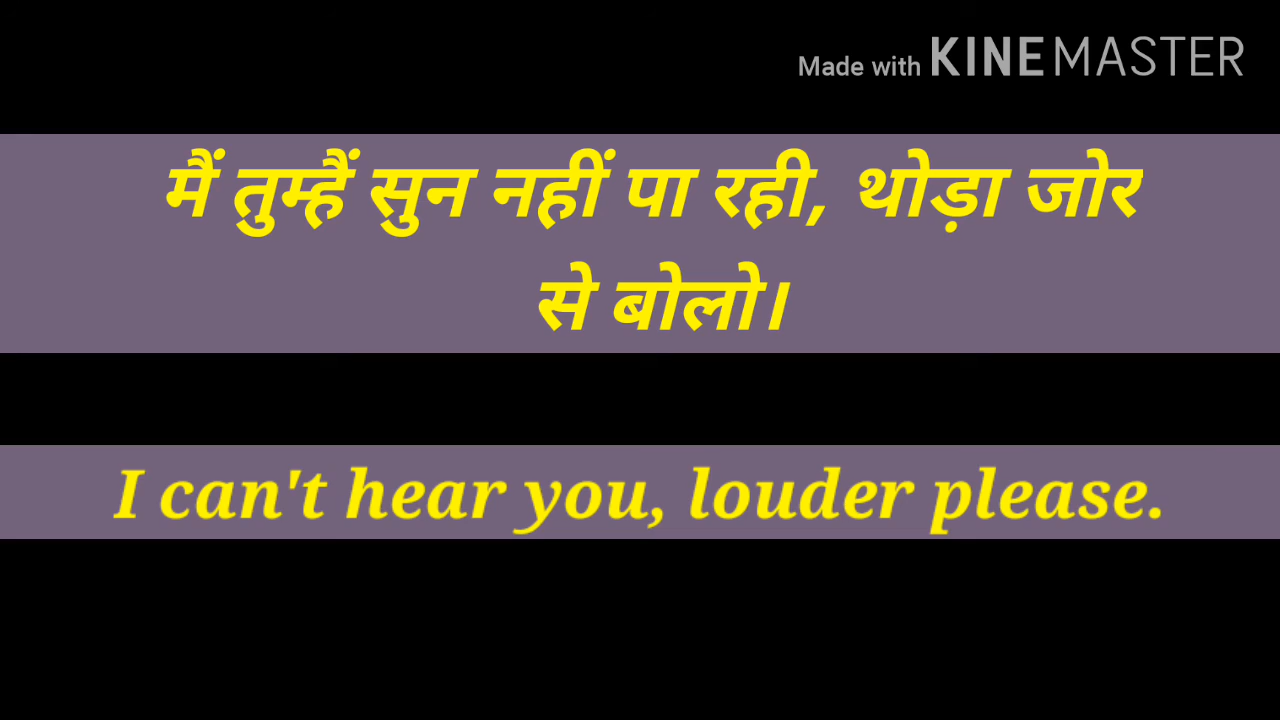 Made with KINEMASTER
मैं तुम्हैं सुन नहीं पा रही, थोड़ा जोर
से बोलो।
I can't hear you, louder please.